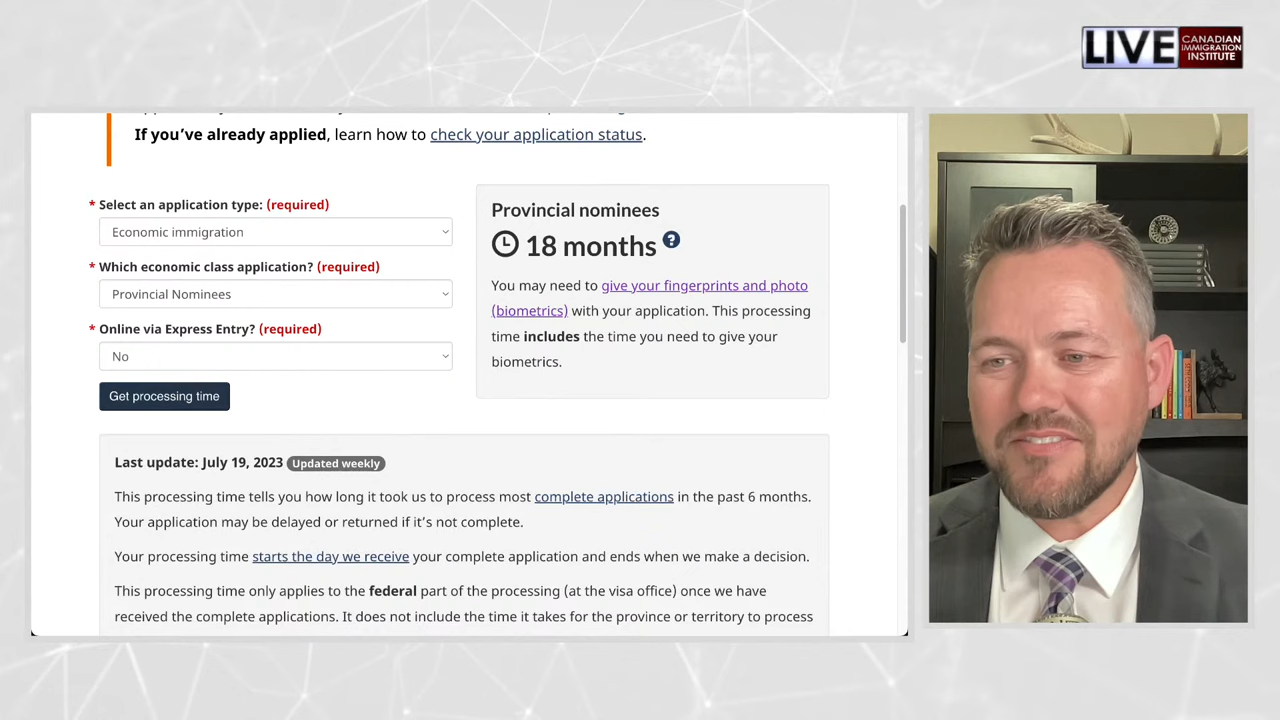 LIVE CANADIAN IMMIGRATION INSTITUTE
If you've already applied, learn how to check your application status.
* Select an application type: (required)
Economic immigration
* Which economic class application? (required)
Provincial Nominees
* Online via Express Entry? (required)
No
Get processing time
Provincial nominees
18 months ?
You may need to give your fingerprints and photo
(biometrics) with your application. This processing
time includes the time you need to give your
biometrics.
Last update: July 19, 2023 Updated weekly
This processing time tells you how long it took us to process most complete applications in the past 6 months.
Your application may be delayed or returned if it's not complete.
Your processing time starts the day we receive your complete application and ends when we make a decision.
This processing time only applies to the federal part of the processing (at the visa office) once we have
received the complete applications. It does not include the time it takes for the province or territory to process